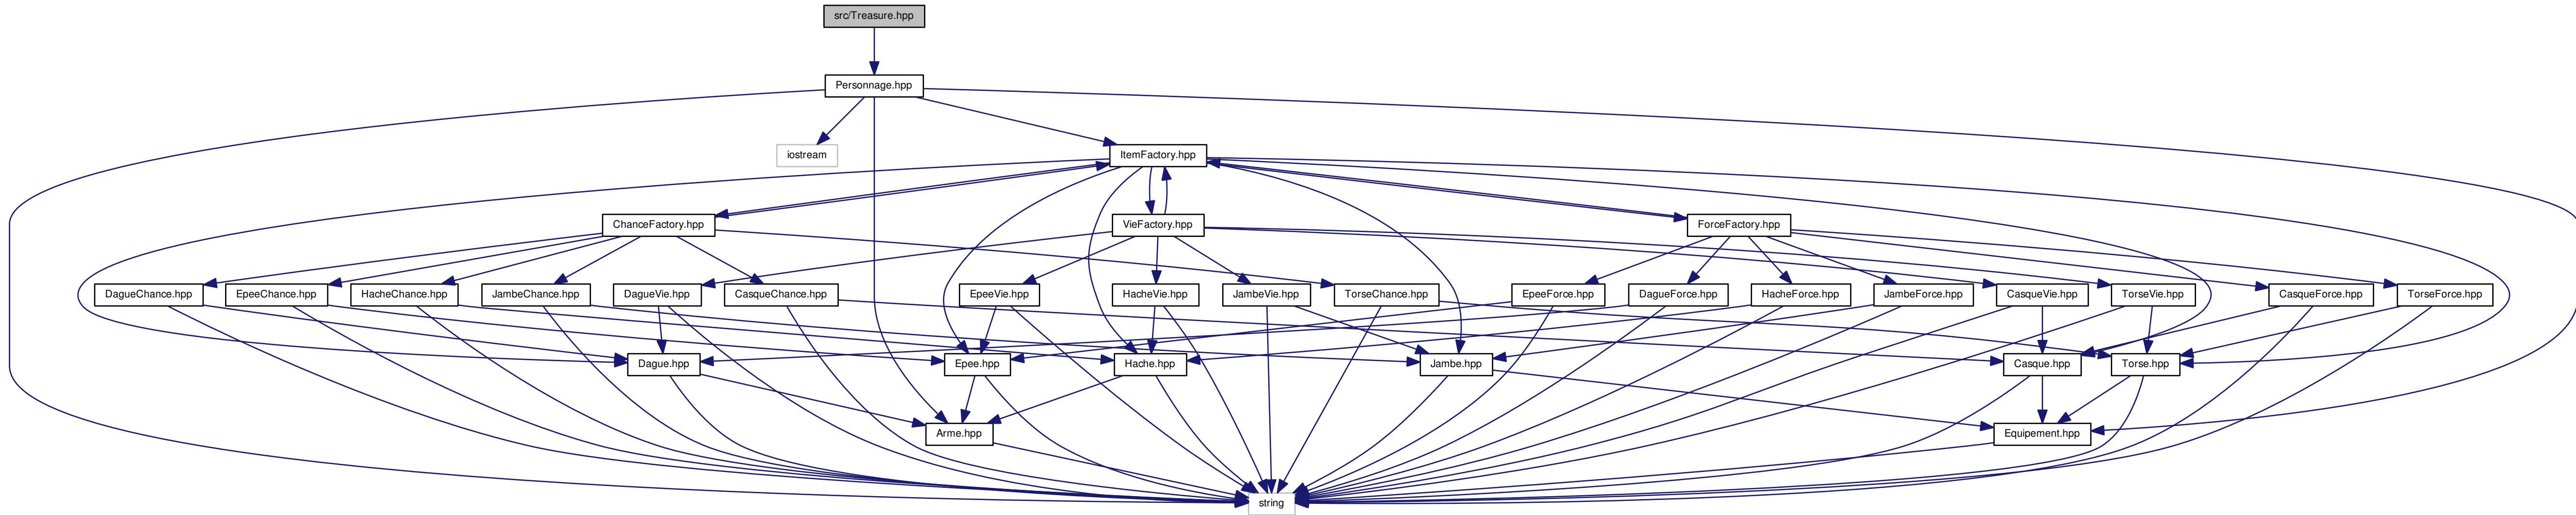 src/Treasure.hpp
Personnage.hpp
iostream
ItemFactory.hpp
ChanceFactory.hpp
VieFactory.hpp
ForceFactory.hpp
DagueChance.hpp
EpeeChance.hpp
HacheChance.hpp
JambeChance.hpp
DagueVie.hpp
CasqueChance.hpp
EpeeVie.hpp
HacheVie.hpp
JambeVie.hpp
TorseChance.hpp
EpeeForce.hpp
DagueForce.hpp
HacheForce.hpp
JambeForce.hpp
CasqueVie.hpp
TorseVie.hpp
CasqueForce.hpp
TorseForce.hpp
Dague.hpp
Epee.hpp
Hache.hpp
Jambe.hpp
Casque.hpp
Torse.hpp
Arme.hpp
Equipement.hpp
string